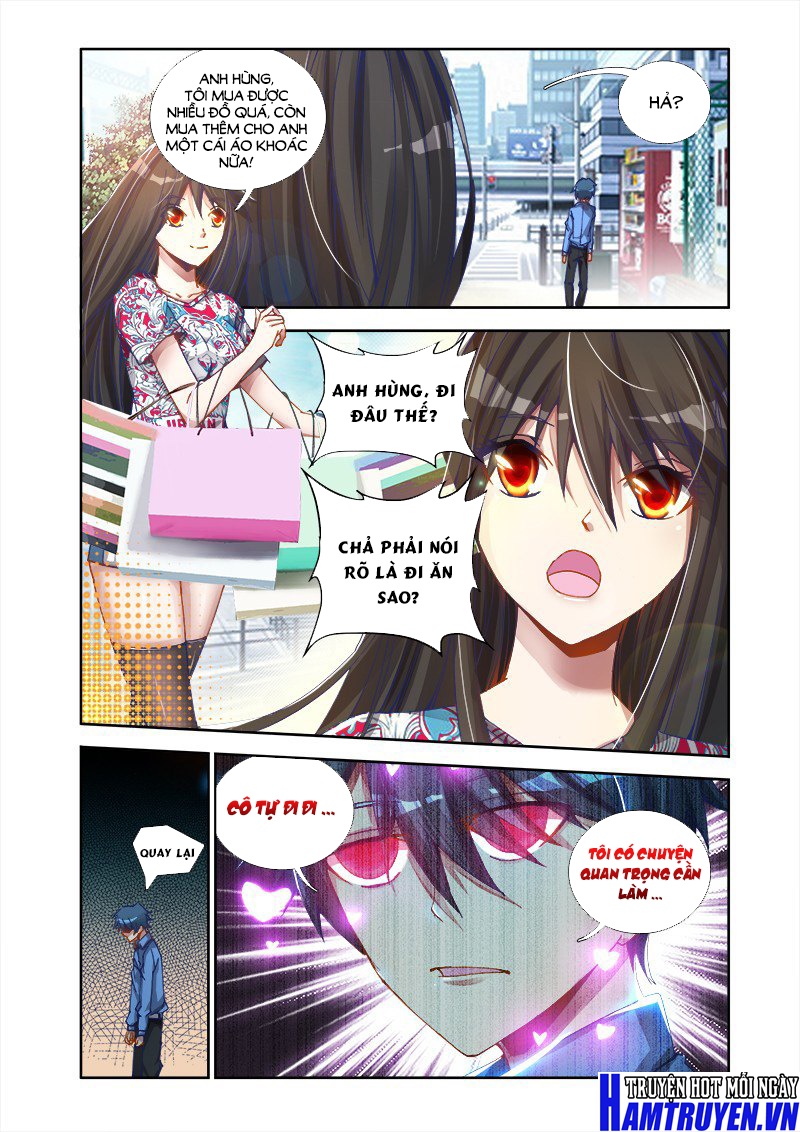 ANH HÙNG,
TÔI MUA ĐƯỢC
NHIỀU ĐỒ QUÁ, CÒN
MUA THÊM CHO ANH
MỘT CÁI ÁO KHOÁC
NỮA!
HẢ?
ANH HÙNG, ĐI
ĐÂU THẾ?
CHẢ PHẢI NÓI
RÕ LÀ ĐI ĂN
SAO?
QUAY LẠI
CÔ TỰ ĐI ĐI ...
TÔI CÓ CHUYỆN
QUAN TRỌNG CẦN
LÀM ...
TRUYỆN HOT MỖI NGÀY
HAMTRUYEN.VN